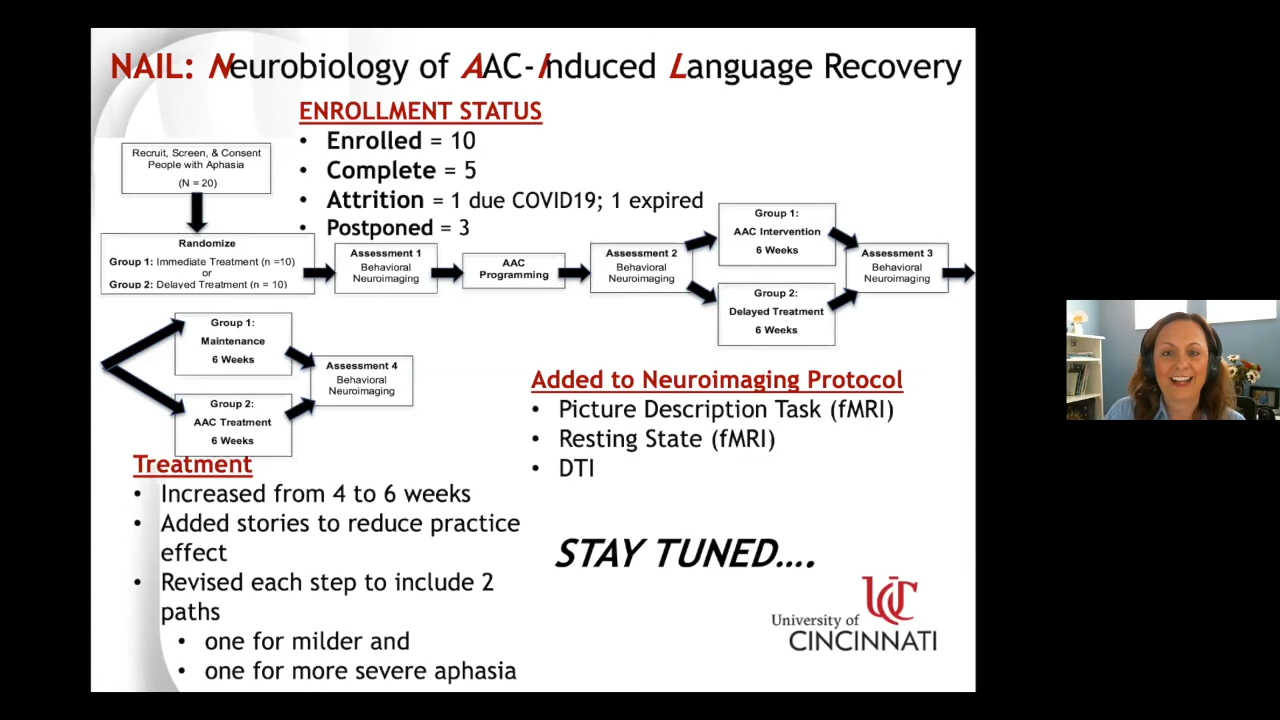 NAIL: Neurobiology of AAC-Induced Language Recovery
ENROLLMENT STATUS
• Enrolled = 10
• Complete = 5
• Attrition = 1 due COVID19; 1 expired
• Postponed = 3
Recruit, Screen, & Consent
People with Aphasia
(N = 20)
Randomize
Group 1: Immediate Treatment (n =10)
or
Group 2: Delayed Treatment (n = 10)
Assessment 1
Behavioral
Neuroimaging
AAC
Programming
Assessment 2
Behavioral
Neuroimaging
Group 1:
AAC Intervention
6 Weeks
Group 2:
Delayed Treatment
6 Weeks
Assessment 3
Behavioral
Neuroimaging
Group 1:
Maintenance
6 Weeks
Group 2:
AAC Treatment
6 Weeks
Assessment 4
Behavioral
Neuroimaging
Treatment
• Increased from 4 to 6 weeks
• Added stories to reduce practice
effect
• Revised each step to include 2
paths
• one for milder and
• one for more severe aphasia
Added to Neuroimaging Protocol
• Picture Description Task (fMRI)
• Resting State (fMRI)
• DTI
STAY TUNED....
UC
University of
CINCINNATI